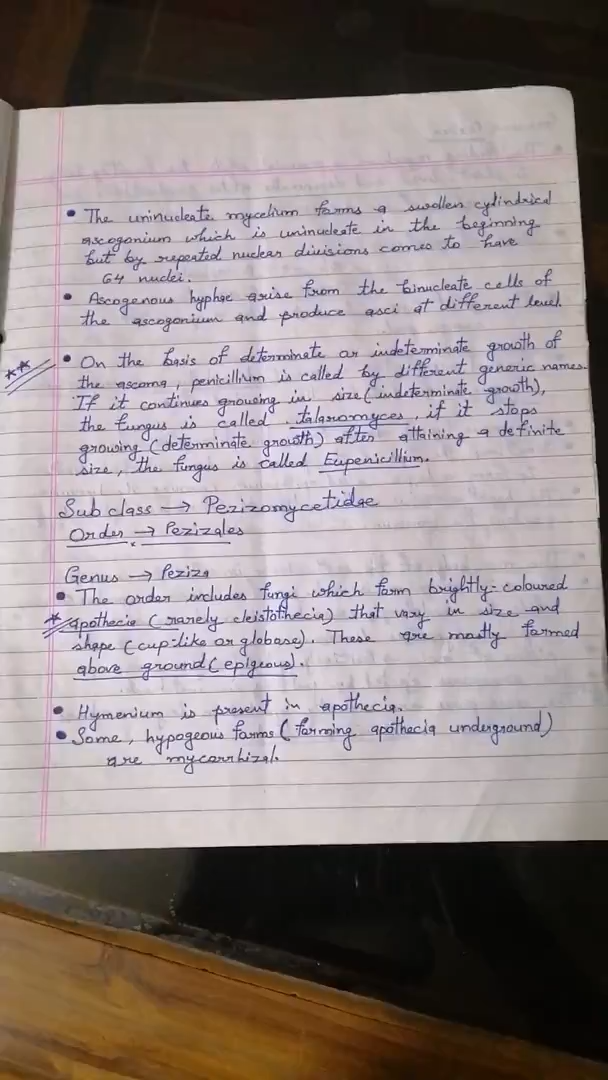 • The uninucleate mycelium forms a swollen cylindrical
ascogonium which is uninucleate in the beginning
but by repeated nuclear divisions comes to have
64 nuclei.
• Ascogenous hyphae arise from the binucleate cells of
the ascogonium and produce asci at different level.
** • On the basis of determinate or indeterminate growth of
the ascoma, penicillium is called by different generic names.
If it continues growing in size (indeterminate growth),
the fungus is called talaromyces, if it stops
growing (determinate growth) after attaining a definite
size, the fungus is called Eupenicillium.
Sub class → Pezizomycetidae
Order → Pezizales
Genus → Peziza
• The order includes fungi which form brightly-coloured
* apothecia (rarely cleistothecia) that vary in size and
shape (cup-like or globase). These are mostly formed
above ground (epigeous).
• Hymenium is present in apothecia.
• Some, hypogeous forms (forming apothecia underground)
are mycorrhizal.